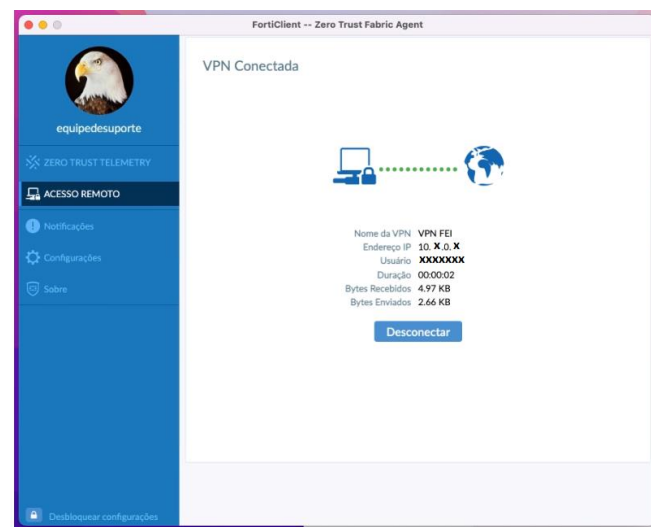 FortiClient -- Zero Trust Fabric Agent
equipedesuporte
ZERO TRUST TELEMETRY
ACESSO REMOTO
Notificações
Configurações
Sobre
Desbloquear configurações
VPN Conectada
Nome da VPN VPN FEI
Endereço IP 10. X.0. X
Usuário XXXXXXX
Duração 00:00:02
Bytes Recebidos 4.97 KB
Bytes Enviados 2.66 KB
Desconectar